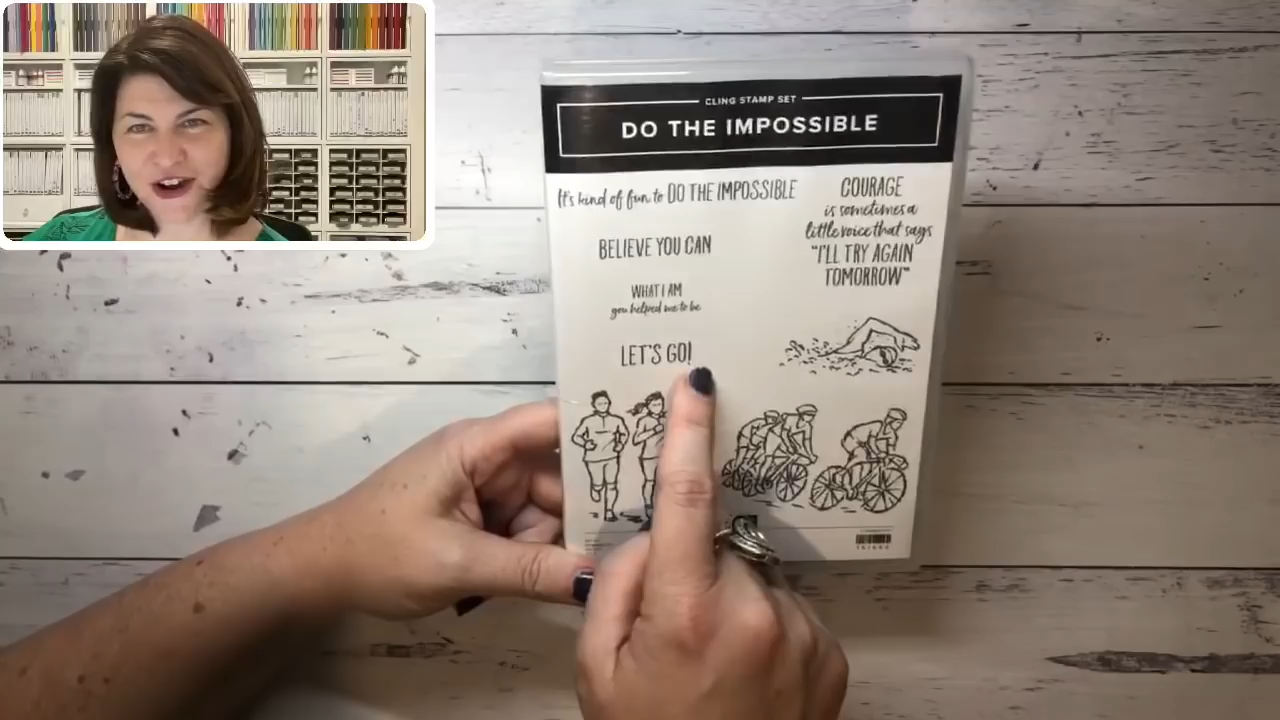 CLING STAMP SET
DO THE IMPOSSIBLE
It's kind of fun to DO THE IMPOSSIBLE
BELIEVE YOU CAN
WHAT I AM
you helped me to be
LET'S GO!
COURAGE
is sometimes a
little voice that says
"I'LL TRY AGAIN
TOMORROW"